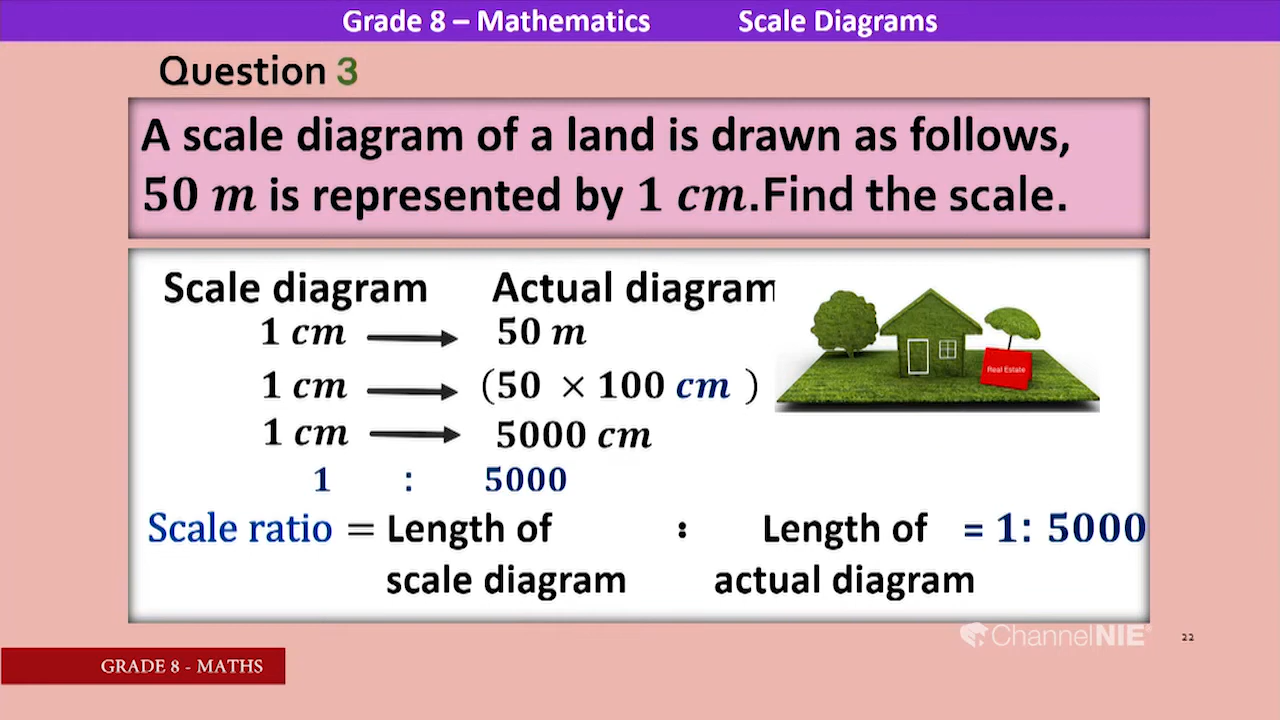 Grade 8 – Mathematics Scale Diagrams
Question 3
A scale diagram of a land is drawn as follows,
50 m is represented by 1 cm.Find the scale.
Scale diagram Actual diagram
1 cm → 50 m
1 cm → (50 × 100 cm )
1 cm → 5000 cm
1 : 5000
Real Estate
Scale ratio = Length of : Length of = 1: 5000
scale diagram actual diagram
ChannelNIE
22
GRADE 8 - MATHS